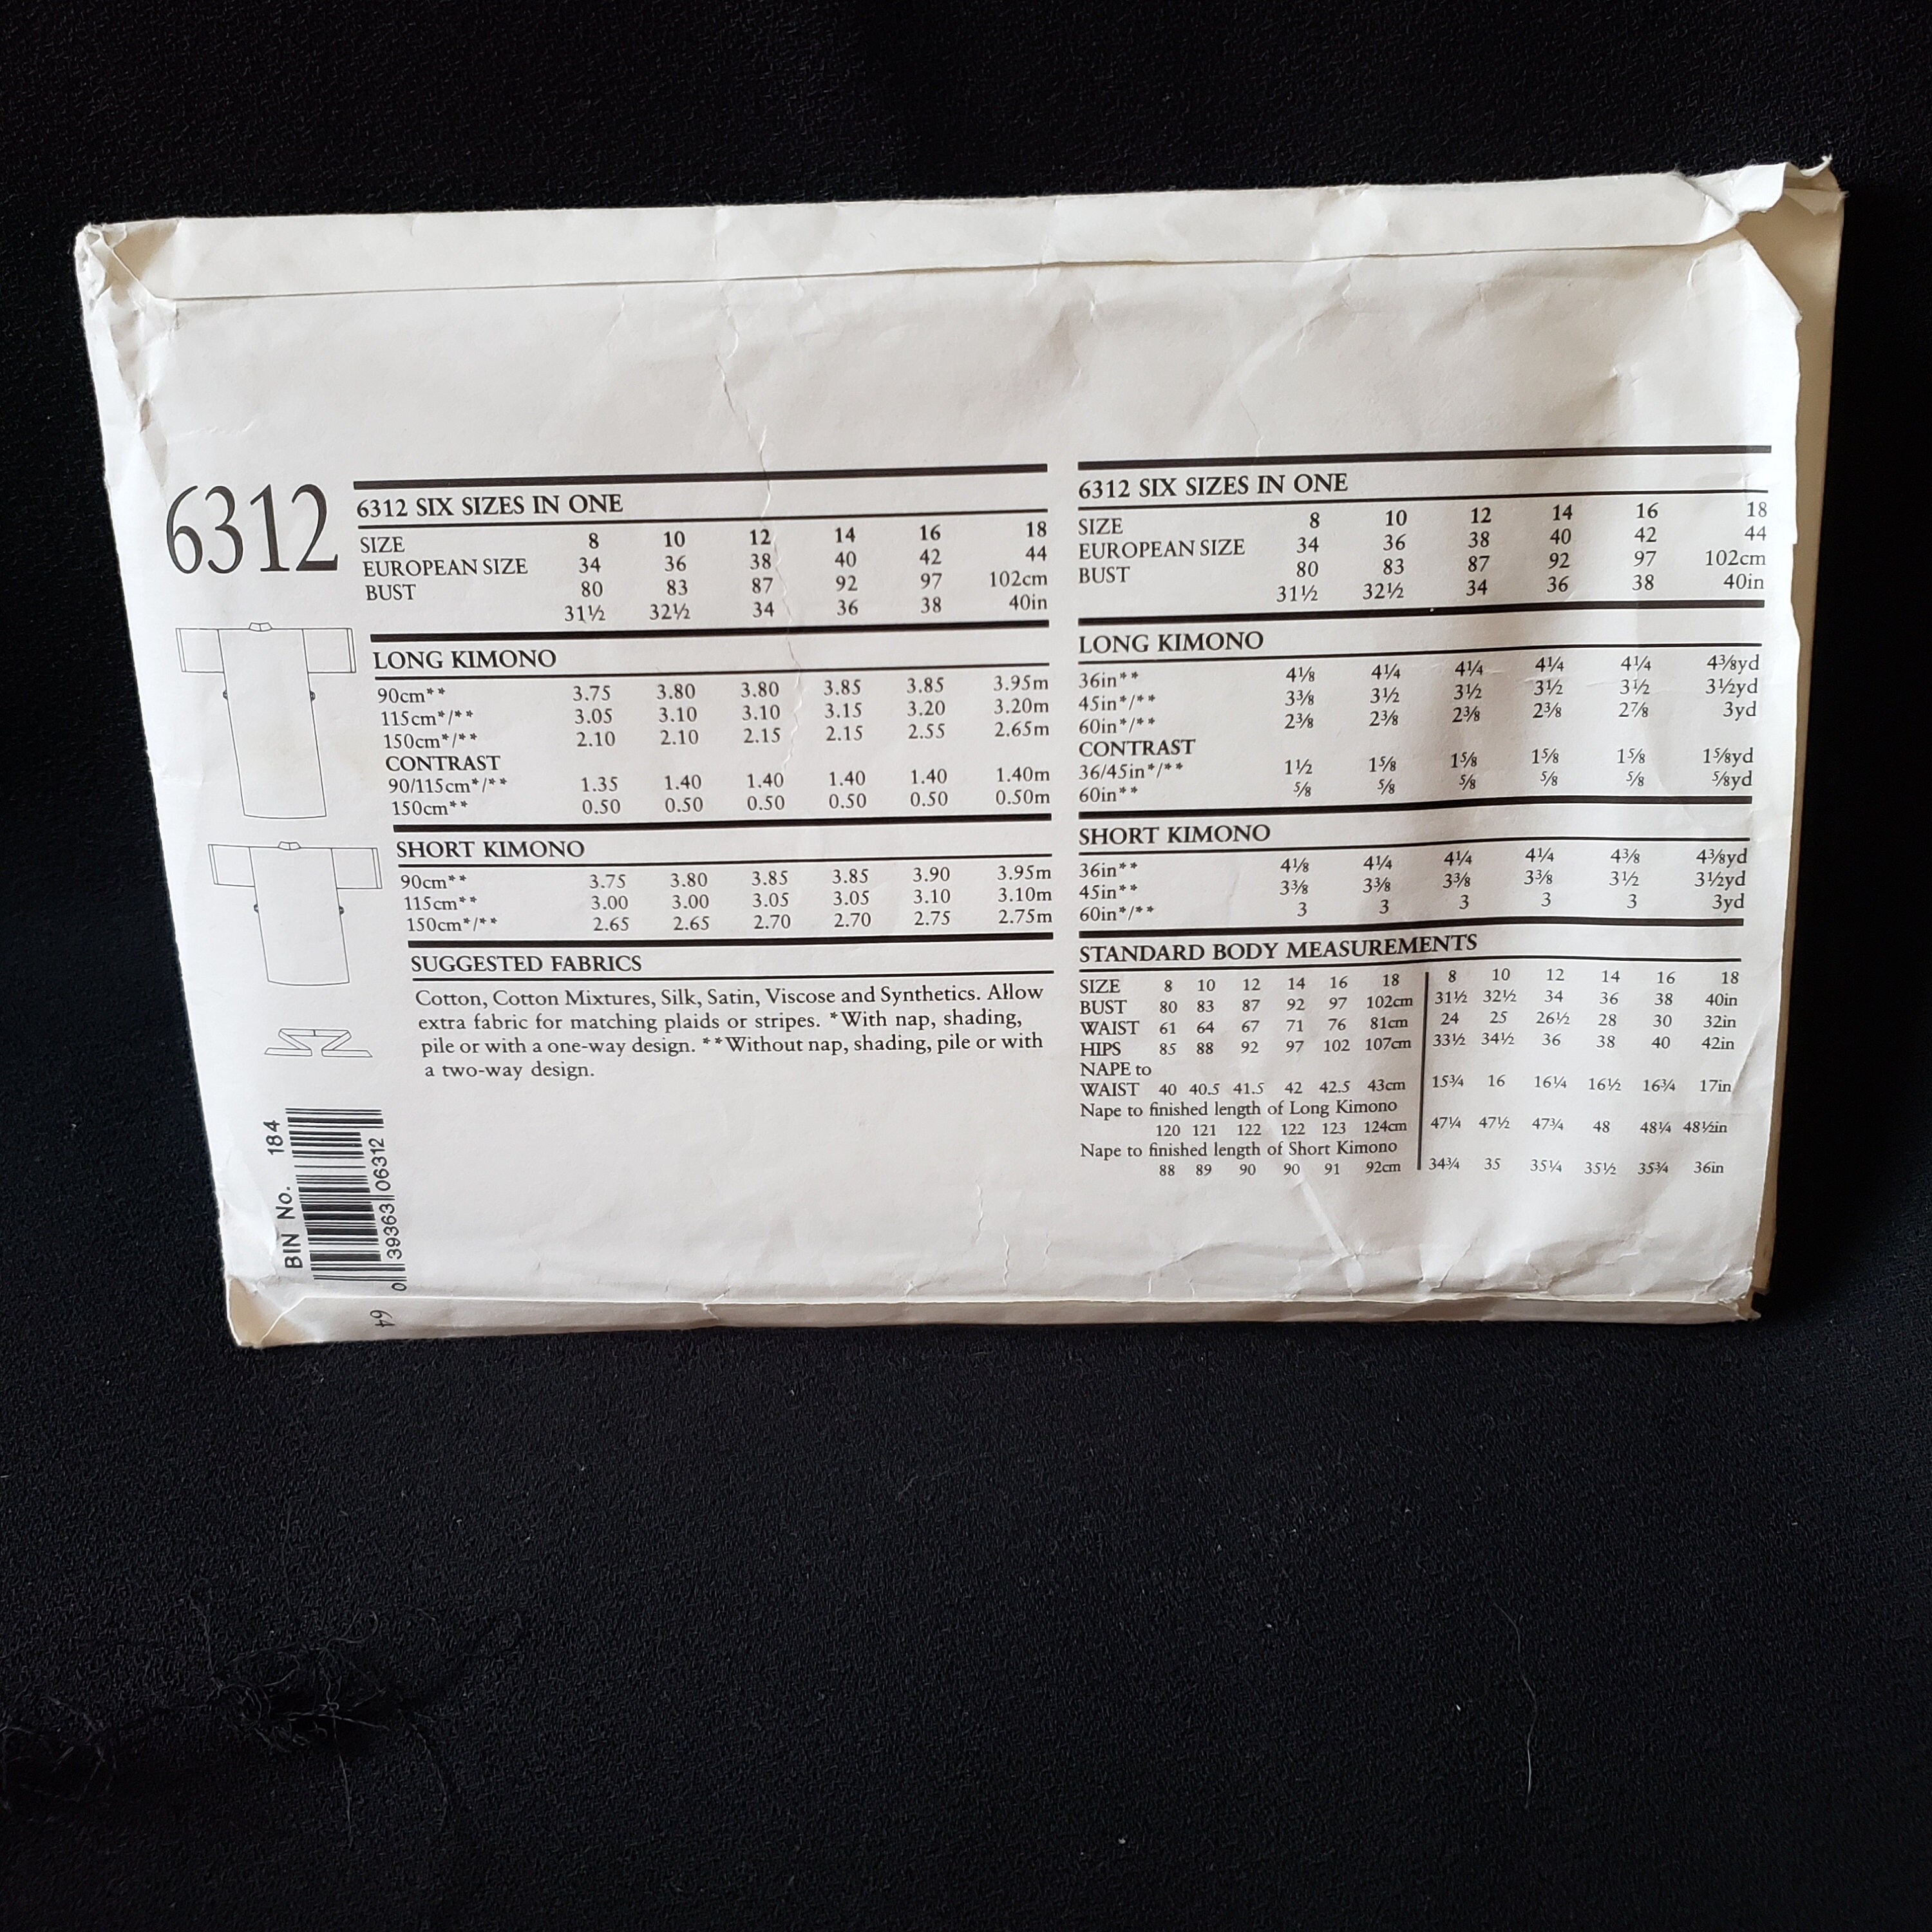 6312
6312 SIX SIZES IN ONE
SIZE 8 10 12 14 16 18
EUROPEAN SIZE 34 36 38 40 42 44
BUST 80 83 87 92 97 102cm
31½ 32½ 34 36 38 40in
LONG KIMONO
90cm** 3.75 3.80 3.80 3.85 3.85 3.95m
115cm*/** 3.05 3.10 3.10 3.15 3.20 3.20m
150cm*/** 2.10 2.10 2.15 2.15 2.55 2.65m
CONTRAST
90/115cm*/** 1.35 1.40 1.40 1.40 1.40 1.40m
150cm** 0.50 0.50 0.50 0.50 0.50 0.50m
SHORT KIMONO
90cm** 3.75 3.80 3.85 3.85 3.90 3.95m
115cm** 3.00 3.00 3.05 3.05 3.10 3.10m
150cm*/** 2.65 2.65 2.70 2.70 2.75 2.75m
SUGGESTED FABRICS
Cotton, Cotton Mixtures, Silk, Satin, Viscose and Synthetics. Allow
extra fabric for matching plaids or stripes. *With nap, shading,
pile or with a one-way design. **Without nap, shading, pile or with
a two-way design.
BIN No. 184
0 39363 06312
64
6312 SIX SIZES IN ONE
SIZE 8 10 12 14 16 18
EUROPEAN SIZE 34 36 38 40 42 44
BUST 80 83 87 92 97 102cm
31½ 32½ 34 36 38 40in
LONG KIMONO
36in** 4⅛ 4¼ 4¼ 4¼ 4¼ 4⅜yd
45in*/** 3⅜ 3½ 3½ 3½ 3½ 3½yd
60in*/** 2⅜ 2⅜ 2⅜ 2⅜ 2⅞ 3yd
CONTRAST
36/45in*/** 1½ 1⅝ 1⅝ 1⅝ 1⅝ 1⅝yd
60in** ⅝ ⅝ ⅝ ⅝ ⅝ ⅝yd
SHORT KIMONO
36in** 4⅛ 4¼ 4¼ 4¼ 4⅜ 4⅜yd
45in** 3⅜ 3⅜ 3⅜ 3⅜ 3½ 3½yd
60in*/** 3 3 3 3 3 3yd
STANDARD BODY MEASUREMENTS
SIZE 8 10 12 14 16 18 8 10 12 14 16 18
BUST 80 83 87 92 97 102cm 31½ 32½ 34 36 38 40in
WAIST 61 64 67 71 76 81cm 24 25 26½ 28 30 32in
HIPS 85 88 92 97 102 107cm 33½ 34½ 36 38 40 42in
NAPE to
WAIST 40 40.5 41.5 42 42.5 43cm 15¾ 16 16¼ 16½ 16¾ 17in
Nape to finished length of Long Kimono
120 121 122 122 123 124cm 47¼ 47½ 47¾ 48 48¼ 48½in
Nape to finished length of Short Kimono
88 89 90 90 91 92cm 34¾ 35 35¼ 35½ 35¾ 36in